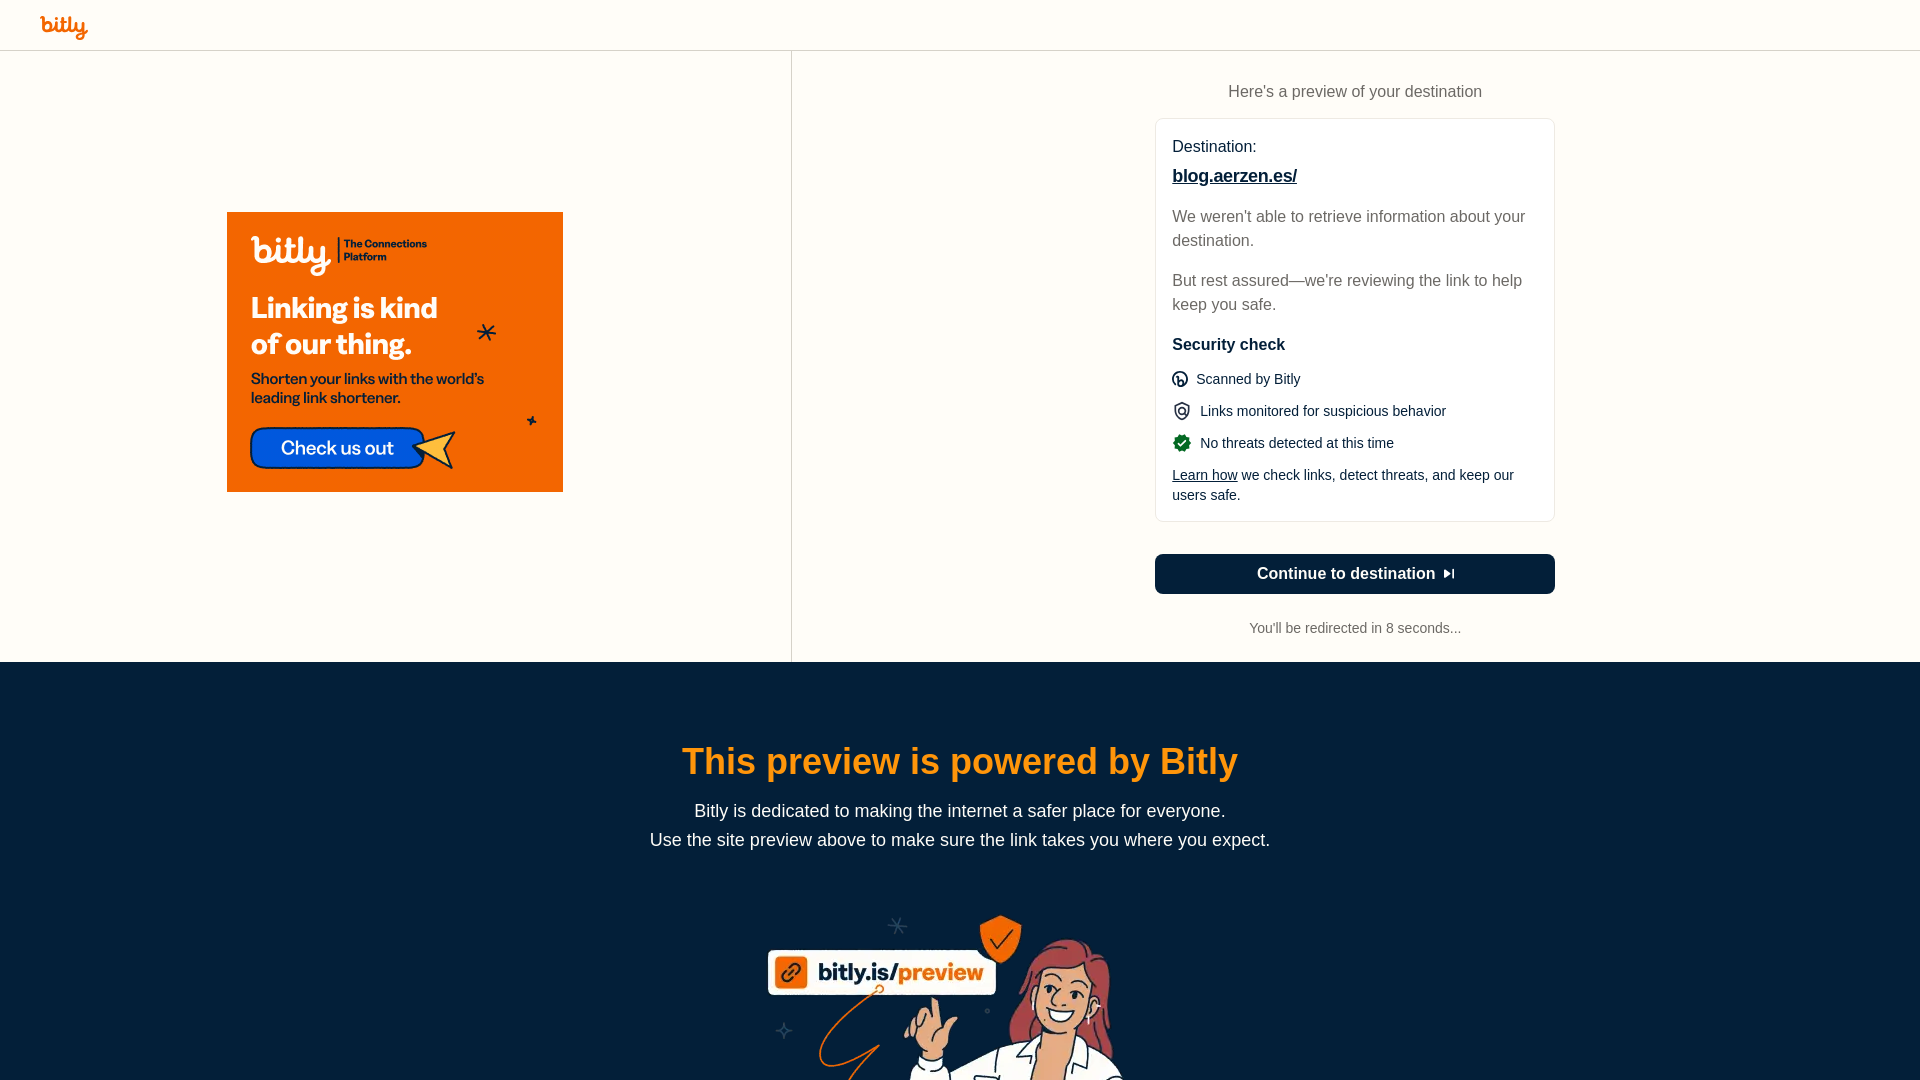 bitly
bitly The Connections
Platform
Linking is kind
of our thing.
Shorten your links with the world's
leading link shortener.
Check us out
Here's a preview of your destination
Destination:
blog.aerzen.es/
We weren't able to retrieve information about your
destination.
But rest assured—we're reviewing the link to help
keep you safe.
Security check
Scanned by Bitly
Links monitored for suspicious behavior
No threats detected at this time
Learn how we check links, detect threats, and keep our
users safe.
Continue to destination
You'll be redirected in 8 seconds...
This preview is powered by Bitly
Bitly is dedicated to making the internet a safer place for everyone.
Use the site preview above to make sure the link takes you where you expect.
bitly.is/preview